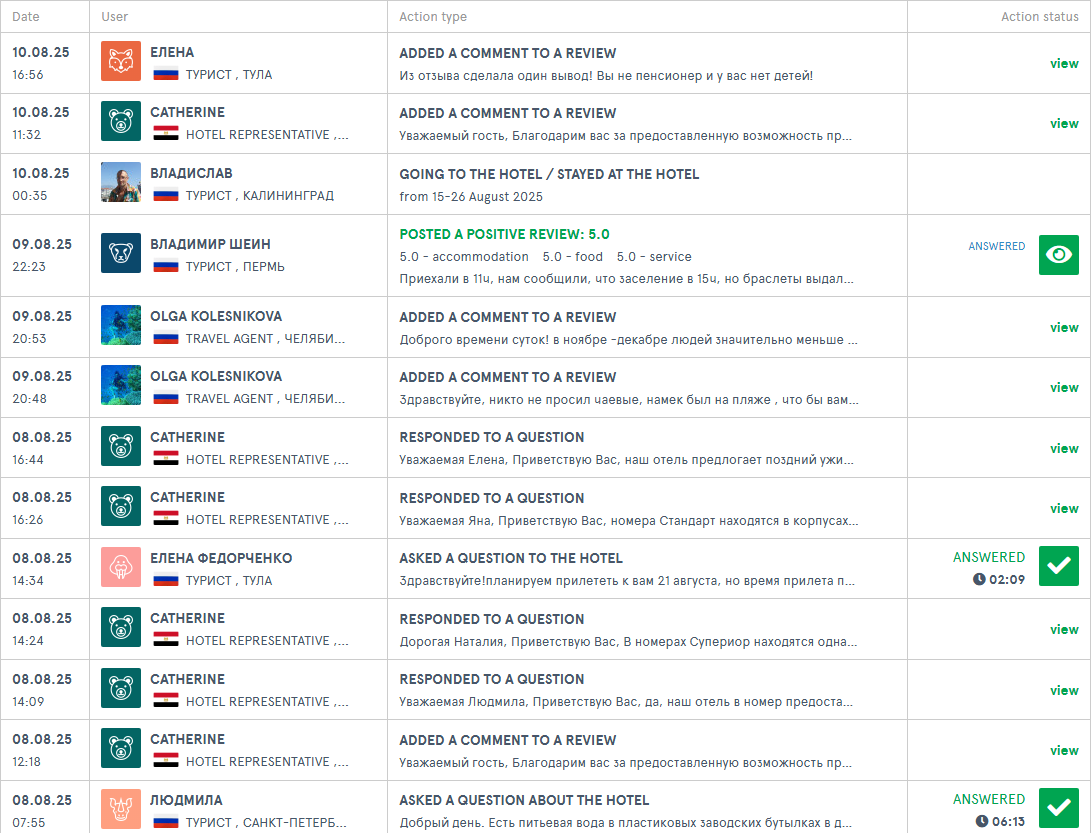 Date User Action type Action status
10.08.25 ЕЛЕНА ADDED A COMMENT TO A REVIEW view
16:56 ТУРИСТ , ТУЛА Из отзыва сделала один вывод! Вы не пенсионер и у вас нет детей!
10.08.25 CATHERINE ADDED A COMMENT TO A REVIEW view
11:32 HOTEL REPRESENTATIVE ,... Уважаемый гость, Благодарим вас за предоставленную возможность пр...
10.08.25 ВЛАДИСЛАВ GOING TO THE HOTEL / STAYED AT THE HOTEL
00:35 ТУРИСТ , КАЛИНИНГРАД from 15-26 August 2025
POSTED A POSITIVE REVIEW: 5.0
09.08.25 ВЛАДИМИР ШЕИН 5.0 - accommodation 5.0 - food 5.0 - service ANSWERED
22:23 ТУРИСТ , ПЕРМЬ Приехали в 11ч, нам сообщили, что заселение в 15ч, но браслеты выдал...
09.08.25 OLGA KOLESNIKOVA ADDED A COMMENT TO A REVIEW view
20:53 TRAVEL AGENT , ЧЕЛЯБИ... Доброго времени суток! в ноябре -декабре людей значительно меньше ...
09.08.25 OLGA KOLESNIKOVA ADDED A COMMENT TO A REVIEW view
20:48 TRAVEL AGENT , ЧЕЛЯБИ... Здравствуйте, никто не просил чаевые, намек был на пляже , что бы вам...
08.08.25 CATHERINE RESPONDED TO A QUESTION view
16:44 HOTEL REPRESENTATIVE ,... Уважаемая Елена, Приветствую Вас, наш отель предлогает поздний ужи...
08.08.25 CATHERINE RESPONDED TO A QUESTION view
16:26 HOTEL REPRESENTATIVE ,... Уважаемая Яна, Приветствую Вас, номера Стандарт находятся в корпусах...
08.08.25 ЕЛЕНА ФЕДОРЧЕНКО ASKED A QUESTION TO THE HOTEL ANSWERED
14:34 ТУРИСТ , ТУЛА Здравствуйте!планируем прилететь к вам 21 августа, но время прилета п... 02:09
08.08.25 CATHERINE RESPONDED TO A QUESTION view
14:24 HOTEL REPRESENTATIVE ,... Дорогая Наталия, Приветствую Вас, В номерах Супериор находятся одна...
08.08.25 CATHERINE RESPONDED TO A QUESTION view
14:09 HOTEL REPRESENTATIVE ,... Уважаемая Людмила, Приветствую Вас, да, наш отель в номер предоста...
08.08.25 CATHERINE ADDED A COMMENT TO A REVIEW view
12:18 HOTEL REPRESENTATIVE ,... Уважаемый гость, Благодарим вас за предоставленную возможность пр...
08.08.25 ЛЮДМИЛА ASKED A QUESTION ABOUT THE HOTEL ANSWERED
07:55 ТУРИСТ , САНКТ-ПЕТЕРБ... Добрый день. Есть питьевая вода в пластиковых заводских бутылках в д... 06:13